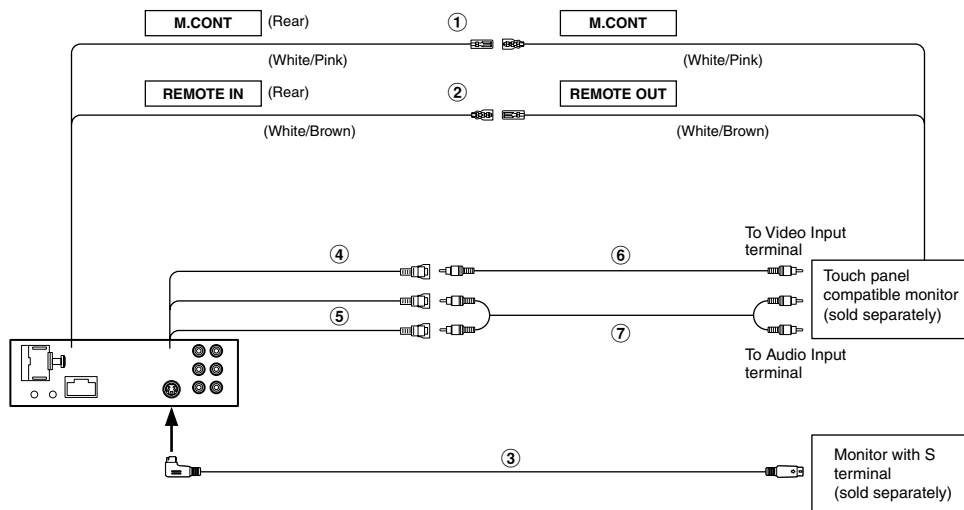 M.CONT (Rear) ① M.CONT
(White/Pink) (White/Pink)
REMOTE IN (Rear) ② REMOTE OUT
(White/Brown) (White/Brown)
To Video Input
terminal
④ ⑥
Touch panel
compatible monitor
(sold separately)
⑤ ⑦
To Audio Input
terminal
③
Monitor with S
terminal
(sold separately)